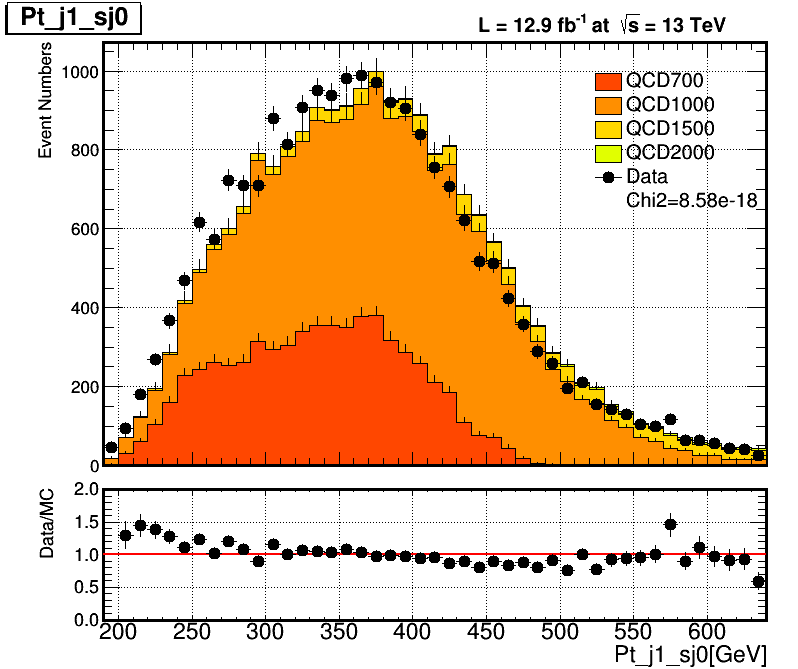 Pt_j1_sj0
L = 12.9 fb⁻¹ at √s = 13 TeV
Event Numbers
1000
800
600
400
200
0
QCD700
QCD1000
QCD1500
QCD2000
Data
Chi2=8.58e-18
Data/MC
2.0
1.5
1.0
0.5
0.0
200 250 300 350 400 450 500 550 600
Pt_j1_sj0[GeV]